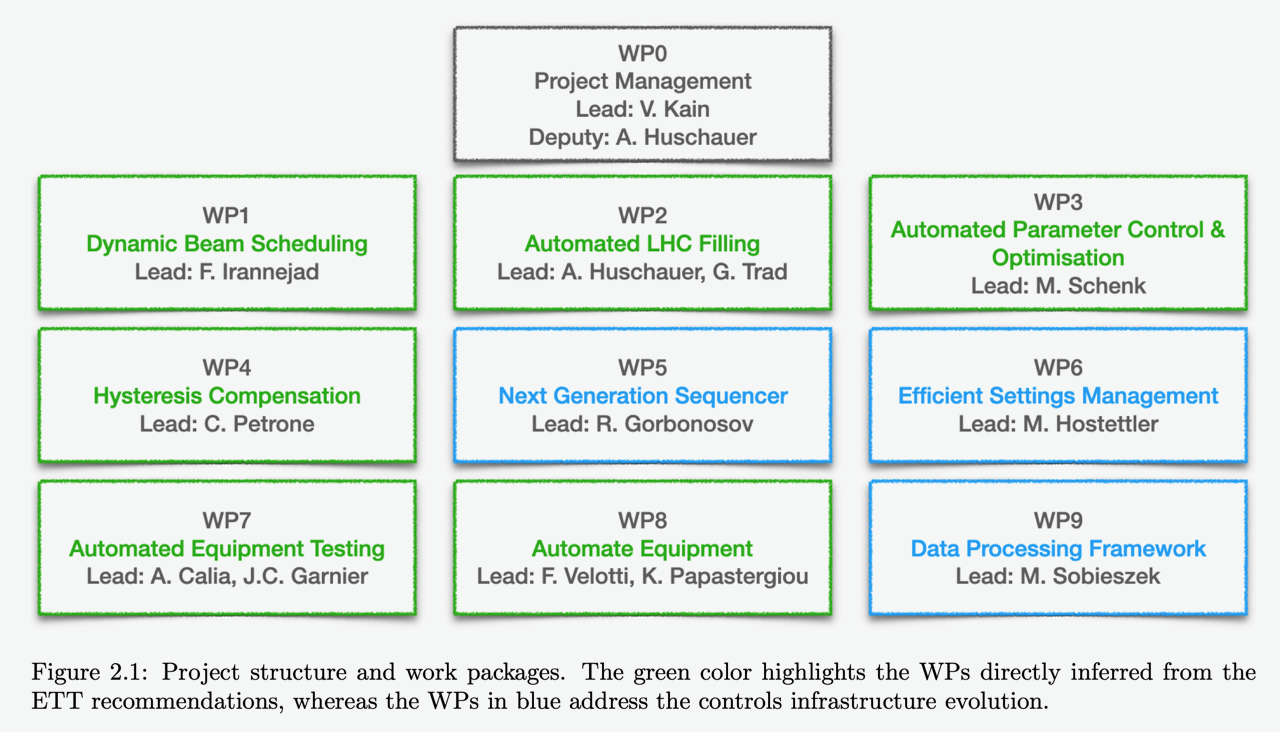 WP0
Project Management
Lead: V. Kain
Deputy: A. Huschauer
WP1
Dynamic Beam Scheduling
Lead: F. Irannejad
WP2
Automated LHC Filling
Lead: A. Huschauer, G. Trad
WP3
Automated Parameter Control &
Optimisation
Lead: M. Schenk
WP4
Hysteresis Compensation
Lead: C. Petrone
WP5
Next Generation Sequencer
Lead: R. Gorbonosov
WP6
Efficient Settings Management
Lead: M. Hostettler
WP7
Automated Equipment Testing
Lead: A. Calia, J.C. Garnier
WP8
Automate Equipment
Lead: F. Velotti, K. Papastergiou
WP9
Data Processing Framework
Lead: M. Sobieszek
Figure 2.1: Project structure and work packages. The green color highlights the WPs directly inferred from the
ETT recommendations, whereas the WPs in blue address the controls infrastructure evolution.